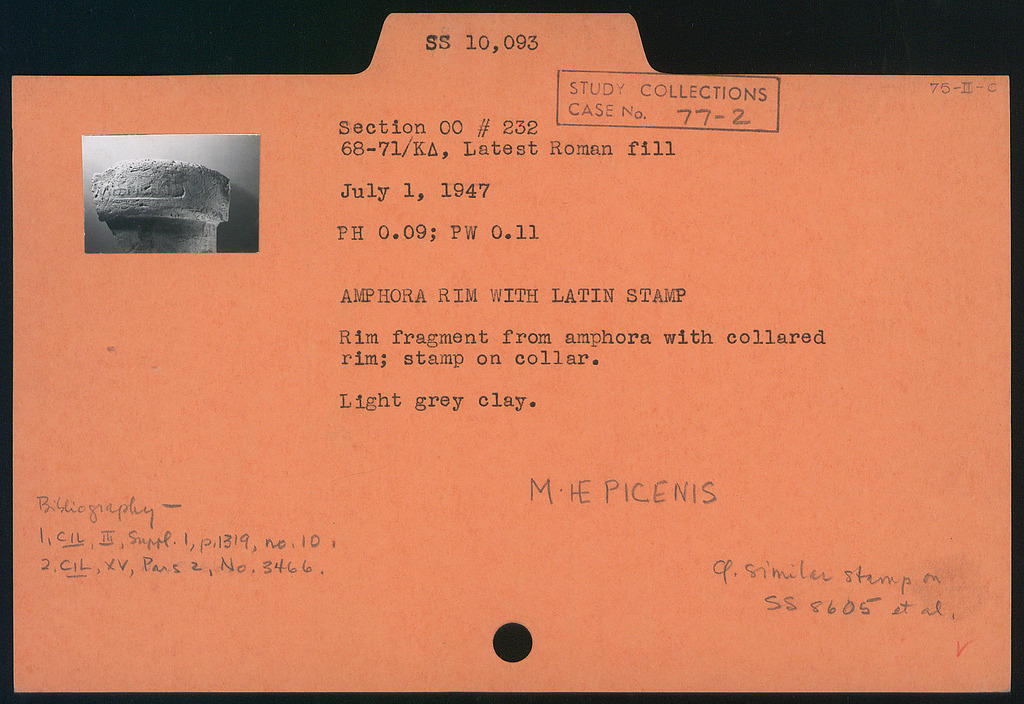 SS 10,093
75-III-C
STUDY COLLECTIONS
CASE No. 77-2
Section OO # 232
68-71/ΚΔ, Latest Roman fill
July 1, 1947
PH 0.09; PW 0.11
AMPHORA RIM WITH LATIN STAMP
Rim fragment from amphora with collared
rim; stamp on collar.
Light grey clay.
M·HE PICENIS
Bibliography —
1, CIL, III, Suppl. 1, p.1319, no. 10.
2, CIL, XV, Pars 2, No. 3466.
Cf. similar stamp on
SS 8605 et al.